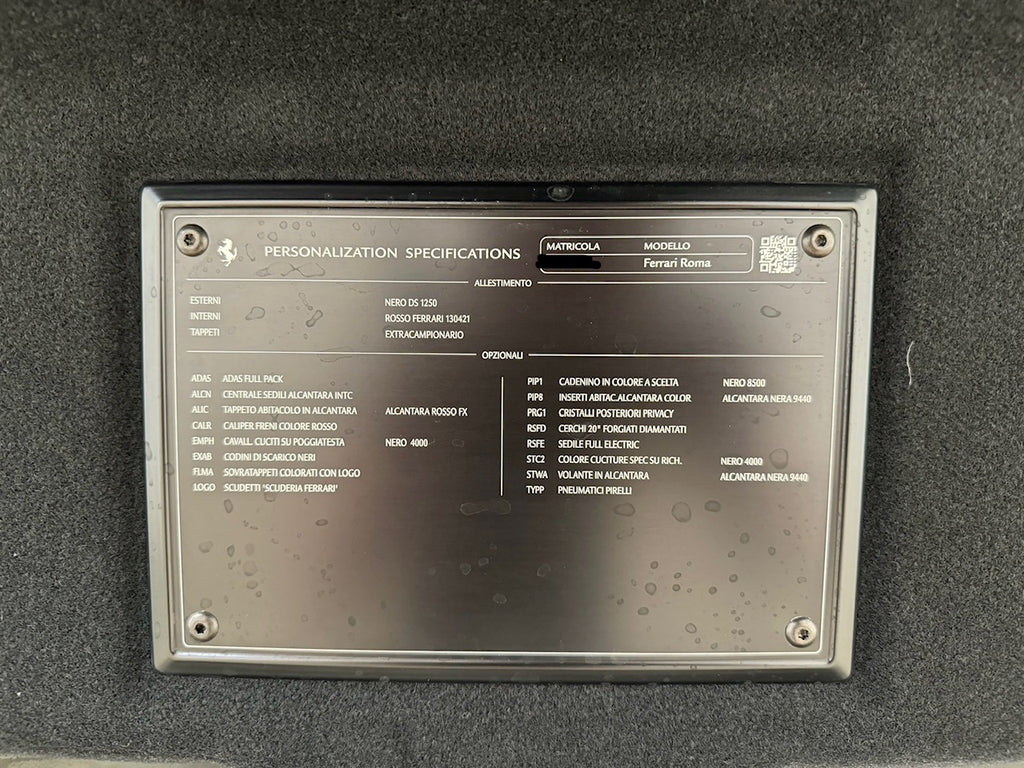 PERSONALIZATION SPECIFICATIONS
MATRICOLA MODELLO
Ferrari Roma
ALLESTIMENTO
ESTERNI NERO DS 1250
INTERNI ROSSO FERRARI 130421
TAPPETI EXTRACAMPIONARIO
OPZIONALI
ADAS ADAS FULL PACK
ALCN CENTRALE SEDILI ALCANTARA INTC
ALIC TAPPETO ABITACOLO IN ALCANTARA ALCANTARA ROSSO FX
CALR CALIPER FRENI COLORE ROSSO
EMPH CAVALL. CUCITI SU POGGIATESTA NERO 4000
EXAB CODINI DI SCARICO NERI
FLMA SOVRATAPPETI COLORATI CON LOGO
LOGO SCUDETTI 'SCUDERIA FERRARI'
PIP1 CADENINO IN COLORE A SCELTA NERO 8500
PIP8 INSERTI ABITAC.ALCANTARA COLOR ALCANTARA NERA 9440
PRG1 CRISTALLI POSTERIORI PRIVACY
RSFD CERCHI 20" FORGIATI DIAMANTATI
RSFE SEDILE FULL ELECTRIC
STC2 COLORE CUCITURE SPEC SU RICH. NERO 4000
STWA VOLANTE IN ALCANTARA ALCANTARA NERA 9440
TYPP PNEUMATICI PIRELLI